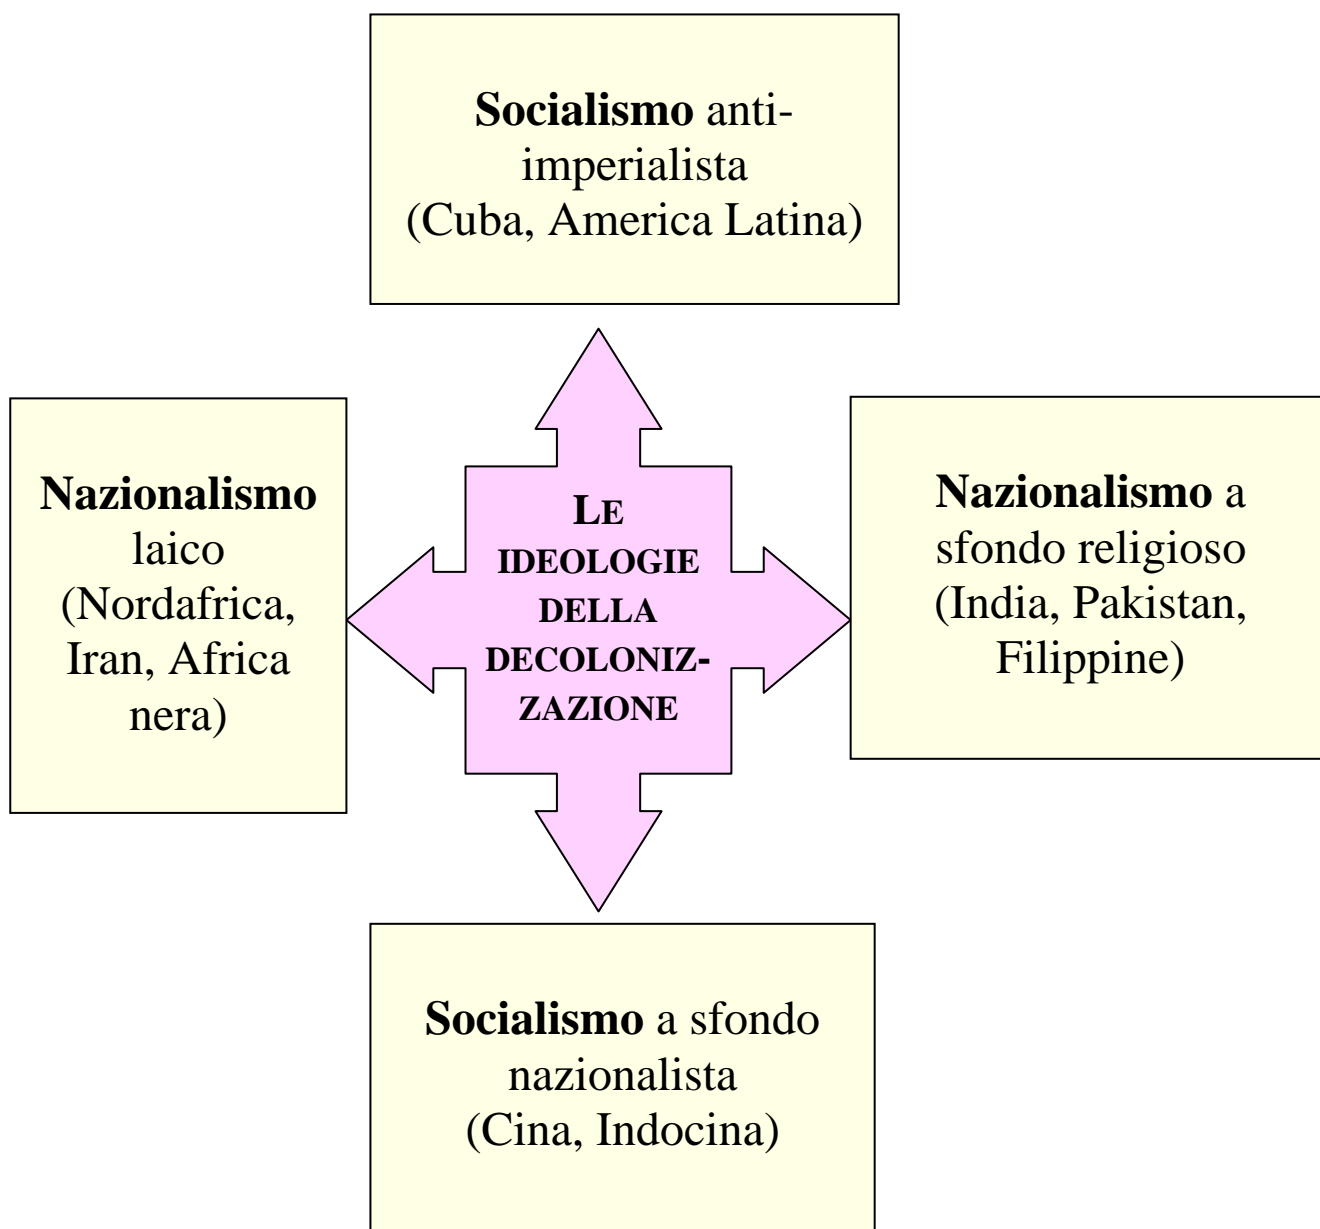 Socialismo anti-
imperialista
(Cuba, America Latina)
Nazionalismo
laico
(Nordafrica,
Iran, Africa
nera)
LE
IDEOLOGIE
DELLA
DECOLONIZ-
ZAZIONE
Nazionalismo a
sfondo religioso
(India, Pakistan,
Filippine)
Socialismo a sfondo
nazionalista
(Cina, Indocina)